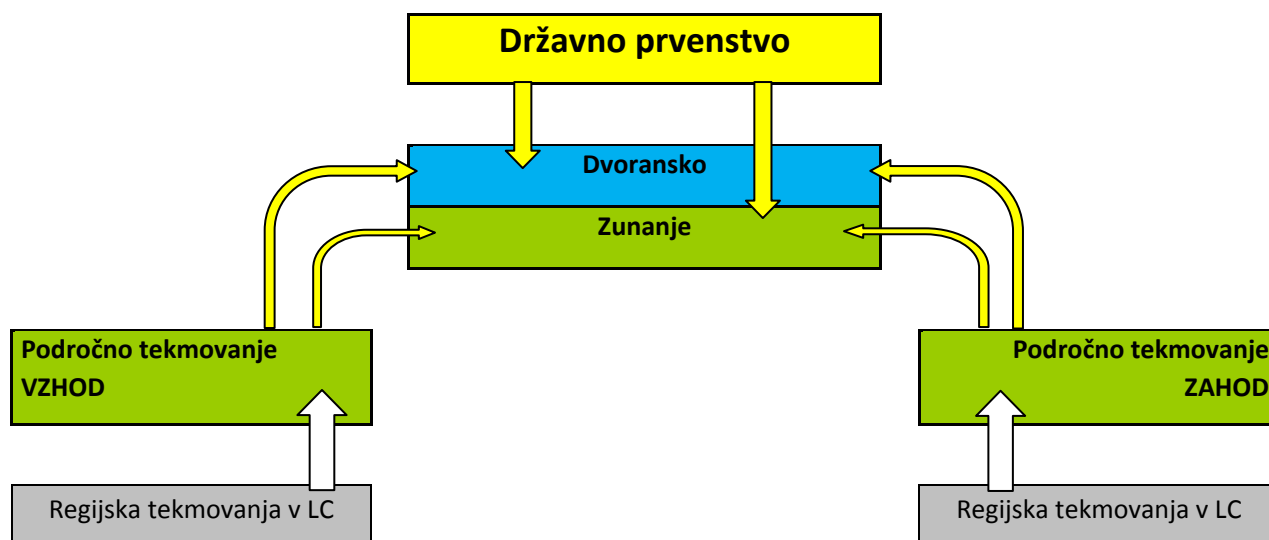 Državno prvenstvo
Dvoransko
Zunanje
Področno tekmovanje
VZHOD
Področno tekmovanje
ZAHOD
Regijska tekmovanja v LC
Regijska tekmovanja v LC